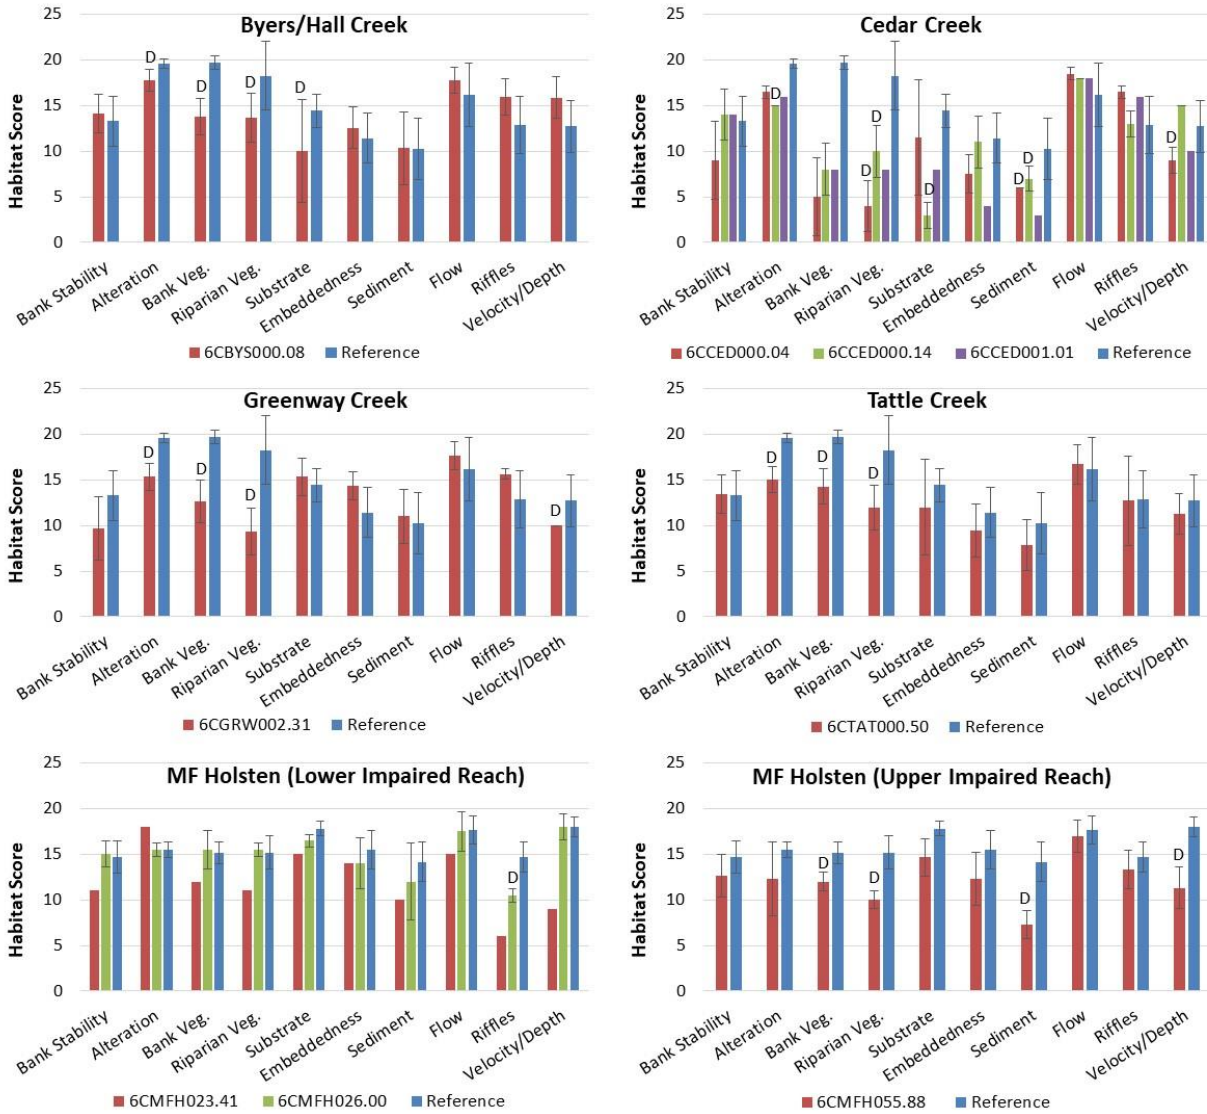 Byers/Hall Creek
Habitat Score
25
20
15
10
5
0
D
D
D
D
Bank Stability
Alteration
Bank Veg.
Riparian Veg.
Substrate
Embeddedness
Sediment
Flow
Riffles
Velocity/Depth
6CBYS000.08 Reference
Cedar Creek
Habitat Score
25
20
15
10
5
0
D
D
D
D
D
D
D
Bank Stability
Alteration
Bank Veg.
Riparian Veg.
Substrate
Embeddedness
Sediment
Flow
Riffles
Velocity/Depth
6CCED000.04 6CCED000.14 6CCED001.01 Reference
Greenway Creek
Habitat Score
25
20
15
10
5
0
D
D
D
D
Bank Stability
Alteration
Bank Veg.
Riparian Veg.
Substrate
Embeddedness
Sediment
Flow
Riffles
Velocity/Depth
6CGRW002.31 Reference
Tattle Creek
Habitat Score
25
20
15
10
5
0
D
D
D
Bank Stability
Alteration
Bank Veg.
Riparian Veg.
Substrate
Embeddedness
Sediment
Flow
Riffles
Velocity/Depth
6CTAT000.50 Reference
MF Holsten (Lower Impaired Reach)
Habitat Score
25
20
15
10
5
0
D
Bank Stability
Alteration
Bank Veg.
Riparian Veg.
Substrate
Embeddedness
Sediment
Flow
Riffles
Velocity/Depth
6CMFH023.41 6CMFH026.00 Reference
MF Holsten (Upper Impaired Reach)
Habitat Score
25
20
15
10
5
0
D
D
D
D
Bank Stability
Alteration
Bank Veg.
Riparian Veg.
Substrate
Embeddedness
Sediment
Flow
Riffles
Velocity/Depth
6CMFH055.88 Reference